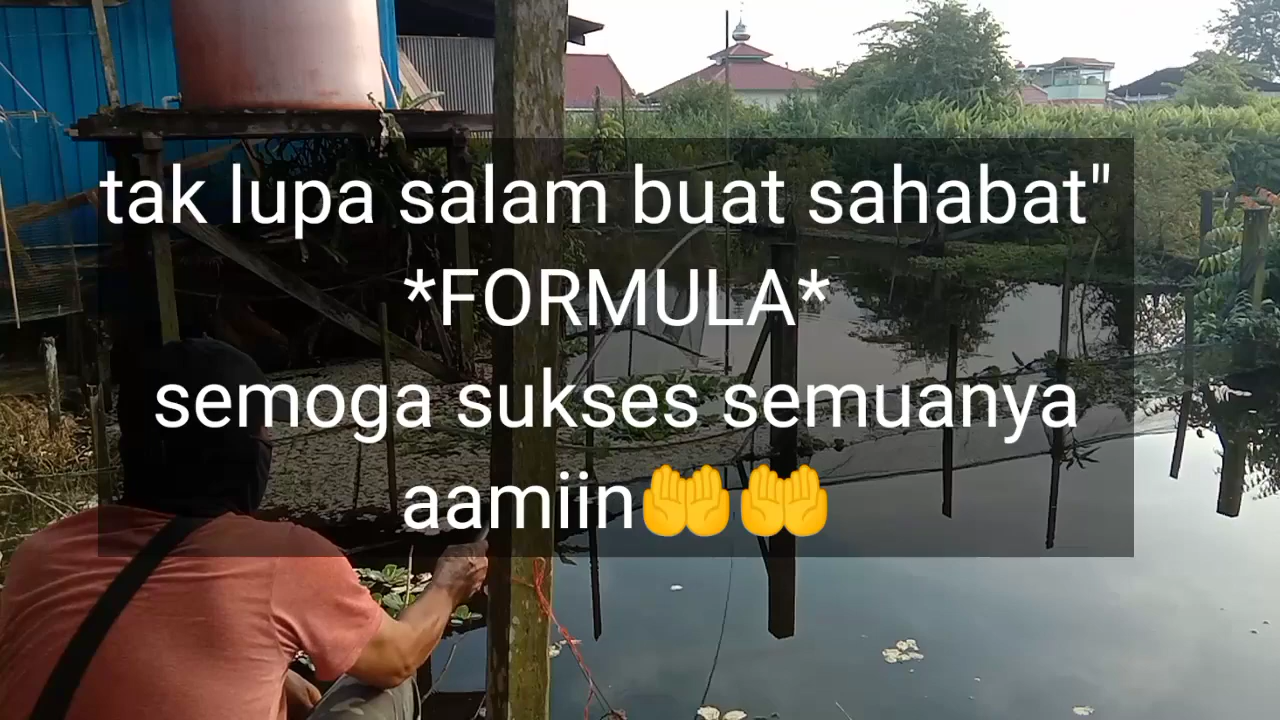 tak lupa salam buat sahabat"
*FORMULA*
semoga sukses semuanya
aamiin🤲🤲